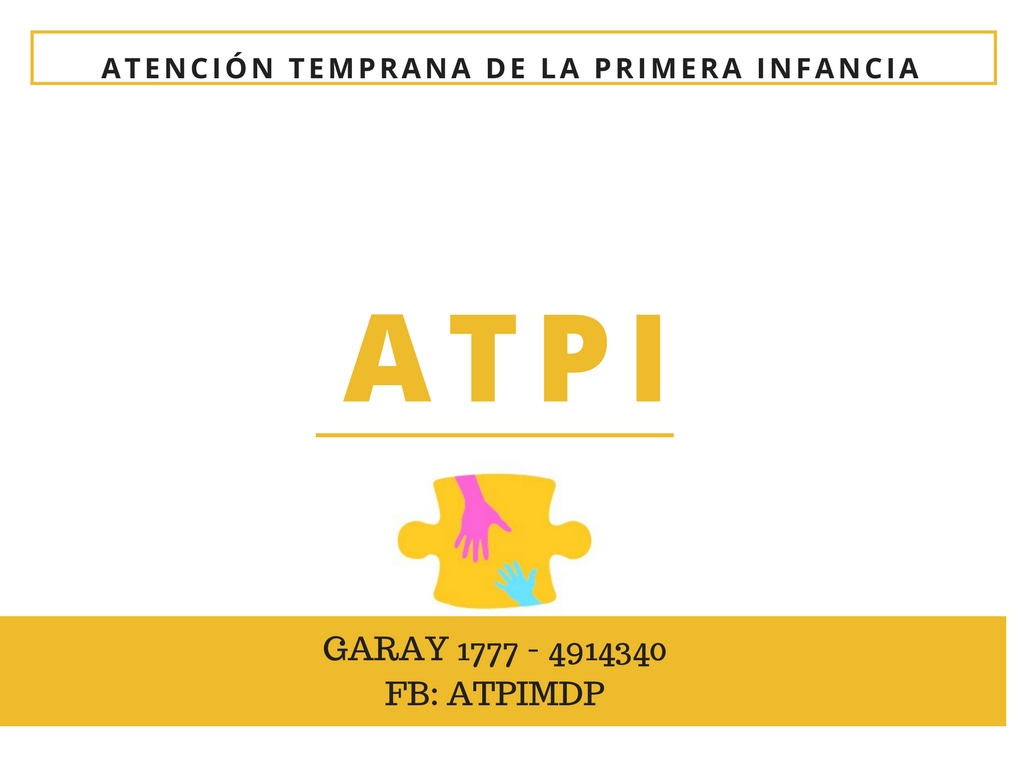 ATENCIÓN TEMPRANA DE LA PRIMERA INFANCIA
ATPI
GARAY 1777 - 4914340
FB: ATPIMDP